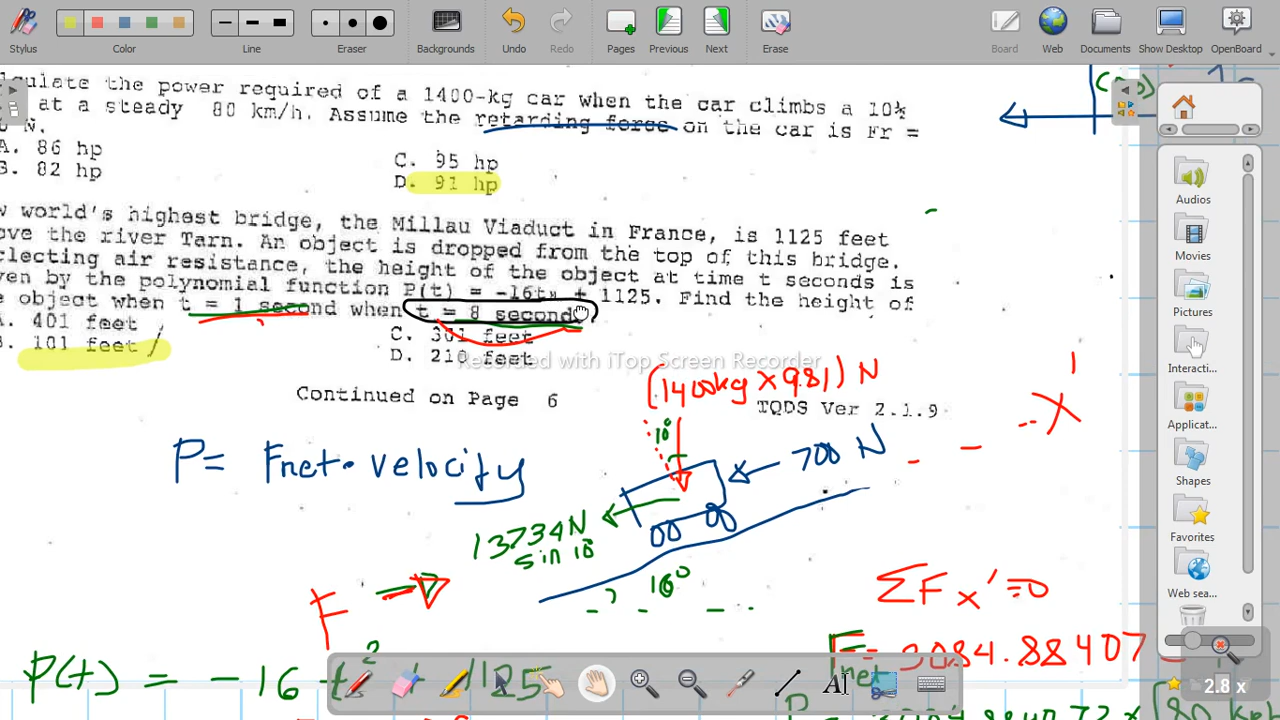 Stylus
Color
Line
Eraser
Backgrounds
Undo
Redo
Pages
Previous
Next
Erase
Board
Web
Documents
Show Desktop
OpenBoard
lculate the power required of a 1400-kg car when the car climbs a 10%
at a steady 80 km/h. Assume the retarding force on the car is Fr =
N.
A. 86 hp
C. 95 hp
B. 82 hp
D. 91 hp
w world's highest bridge, the Millau Viaduct in France, is 1125 feet
ove the river Tarn. An object is dropped from the top of this bridge.
glecting air resistance, the height of the object at time t seconds is
ven by the polynomial function P(t) = -16t + 1125. Find the height of
e object when t = 1 second when t = 8 seconds.
A. 401 feet
C. 301 feet
B. 101 feet
D. 210 feet
Recorded with iTop Screen Recorder
Continued on Page 6
TQDS Ver 2.1.9
(1400kg x 9.81) N
10°
X'
P = Fnet • velocity
700 N
13734N
sin 10°
10°
F
ΣFx' = 0
P(t) = -16 t² + 1125
Fnet = 3084.88407
P
[80 kph
Audios
Movies
Pictures
Interacti...
Applicat...
Shapes
Favorites
Web sea...
2.8 x